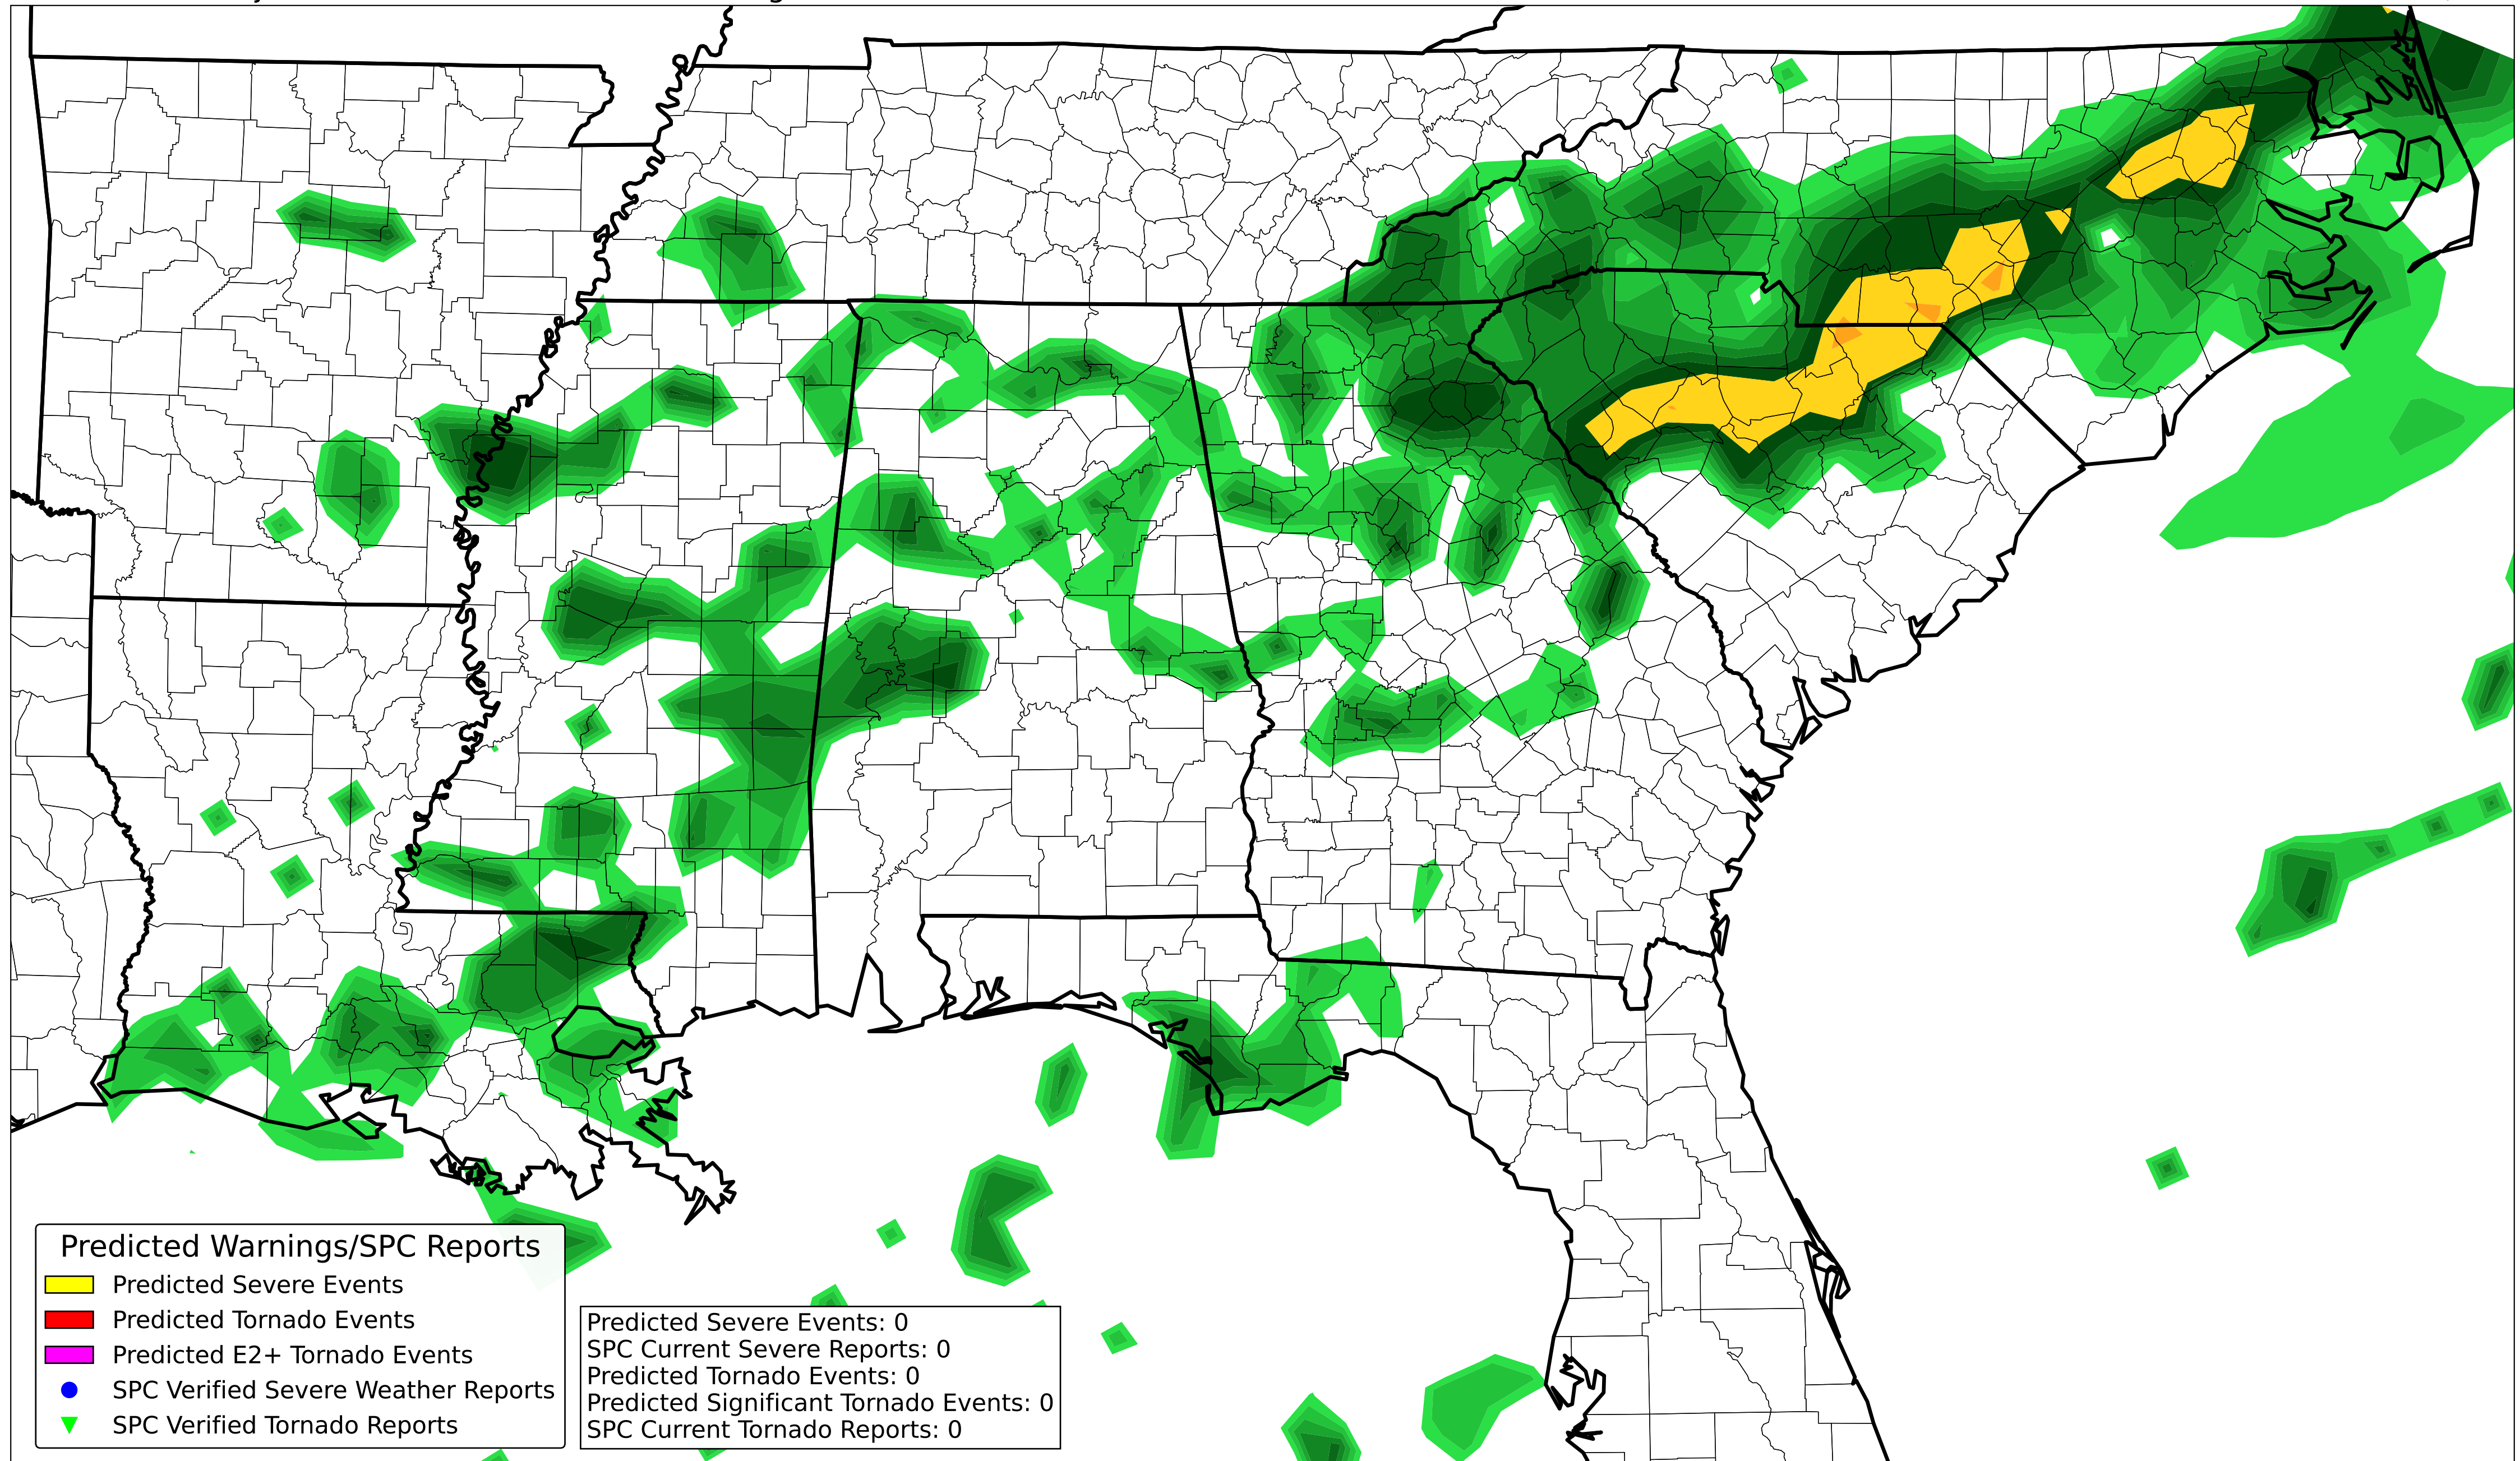 Predicted Warnings/SPC Reports
Predicted Severe Events
Predicted Tornado Events
Predicted E2+ Tornado Events
SPC Verified Severe Weather Reports
SPC Verified Tornado Reports
Predicted Severe Events: 0
SPC Current Severe Reports: 0
Predicted Tornado Events: 0
Predicted Significant Tornado Events: 0
SPC Current Tornado Reports: 0